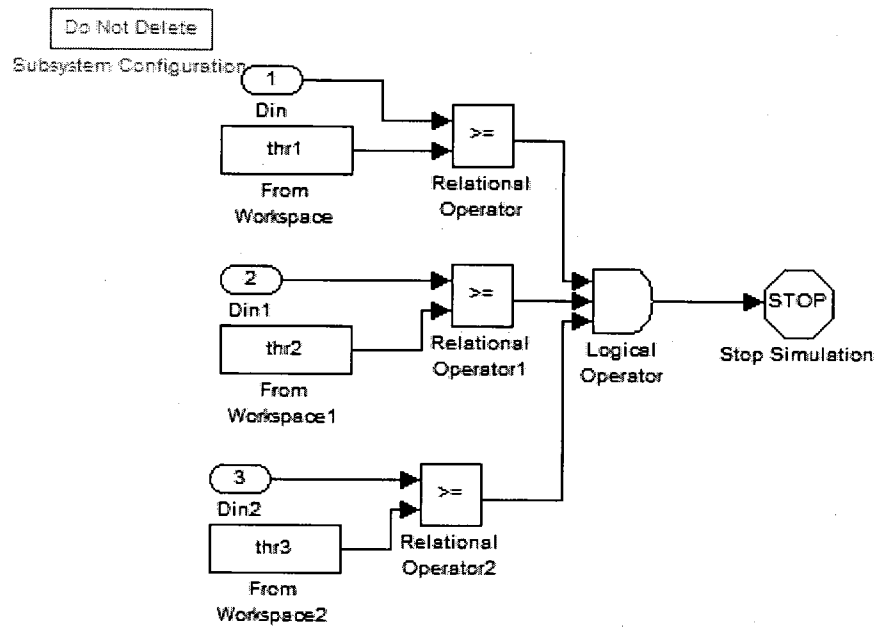 Do Not Delete
Subsystem Configuration
1
Din
thr1
From
Workspace
>=
Relational
Operator
2
Din1
thr2
From
Workspace1
>=
Relational
Operator1
Logical
Operator
STOP
Stop Simulation
3
Din2
thr3
From
Workspace2
>=
Relational
Operator2